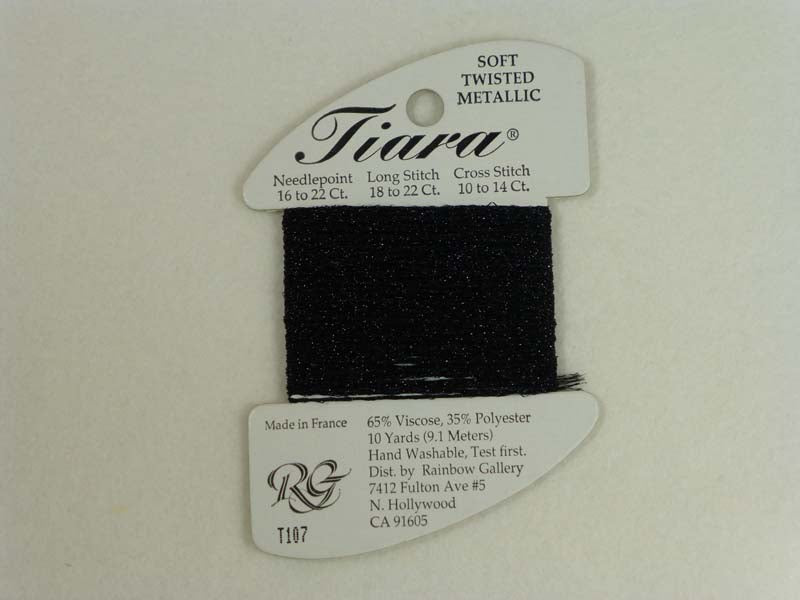 SOFT
TWISTED
METALLIC
Tiara®
Needlepoint Long Stitch Cross Stitch
16 to 22 Ct. 18 to 22 Ct. 10 to 14 Ct.
Made in France
RG
T107
65% Viscose, 35% Polyester
10 Yards (9.1 Meters)
Hand Washable, Test first.
Dist. by Rainbow Gallery
7412 Fulton Ave #5
N. Hollywood
CA 91605